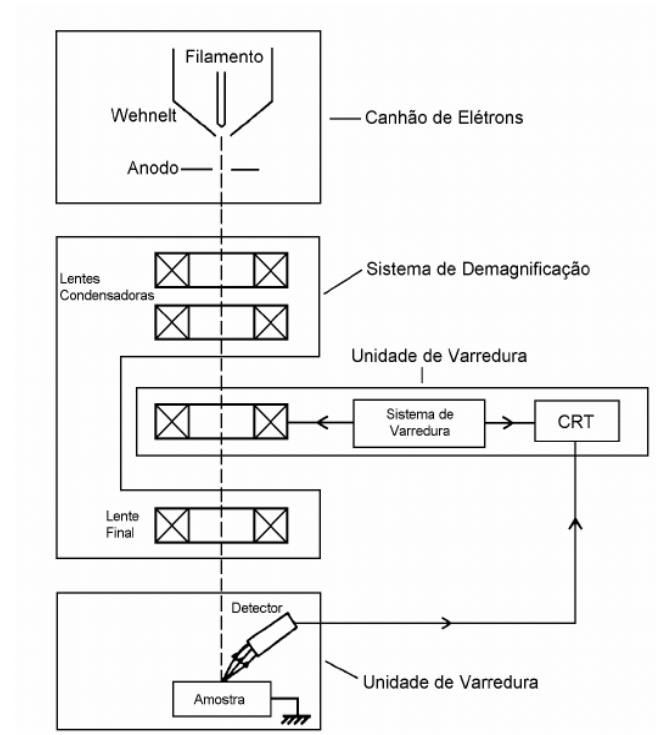 Filamento
Wehnelt
Canhão de Elétrons
Anodo
Lentes
Condensadoras
Sistema de Demagnificação
Unidade de Varredura
Sistema de
Varredura
CRT
Lente
Final
Detector
Unidade de Varredura
Amostra